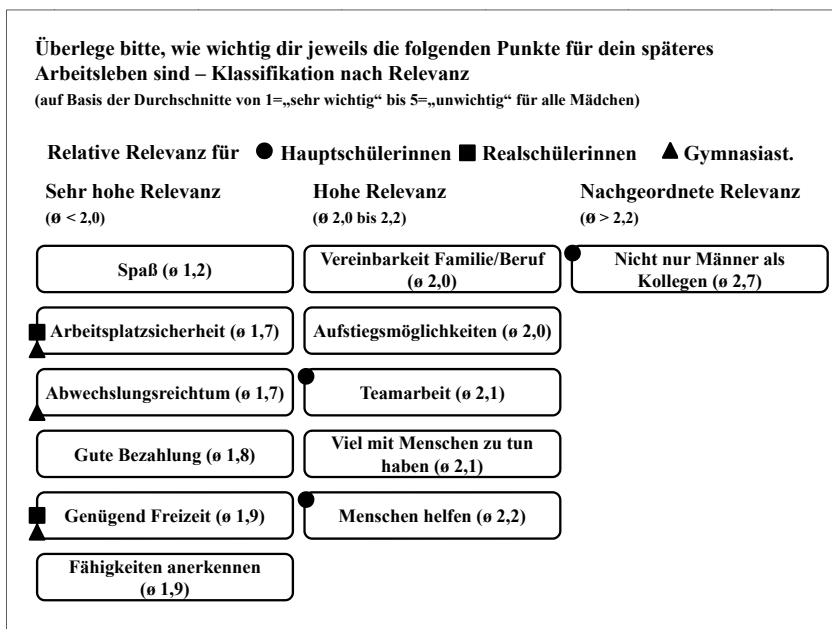 Überlege bitte, wie wichtig dir jeweils die folgenden Punkte für dein späteres
Arbeitsleben sind – Klassifikation nach Relevanz
(auf Basis der Durchschnitte von 1=„sehr wichtig“ bis 5=„unwichtig“ für alle Mädchen)
Relative Relevanz für ● Hauptschülerinnen ■ Realschülerinnen ▲ Gymnasiast.
Sehr hohe Relevanz
(ø < 2,0)
Spaß (ø 1,2)
Arbeitsplatzsicherheit (ø 1,7)
Abwechslungsreichtum (ø 1,7)
Gute Bezahlung (ø 1,8)
Genügend Freizeit (ø 1,9)
Fähigkeiten anerkennen
(ø 1,9)
Hohe Relevanz
(ø 2,0 bis 2,2)
Vereinbarkeit Familie/Beruf
(ø 2,0)
Aufstiegsmöglichkeiten (ø 2,0)
Teamarbeit (ø 2,1)
Viel mit Menschen zu tun
haben (ø 2,1)
Menschen helfen (ø 2,2)
Nachgeordnete Relevanz
(ø > 2,2)
Nicht nur Männer als
Kollegen (ø 2,7)